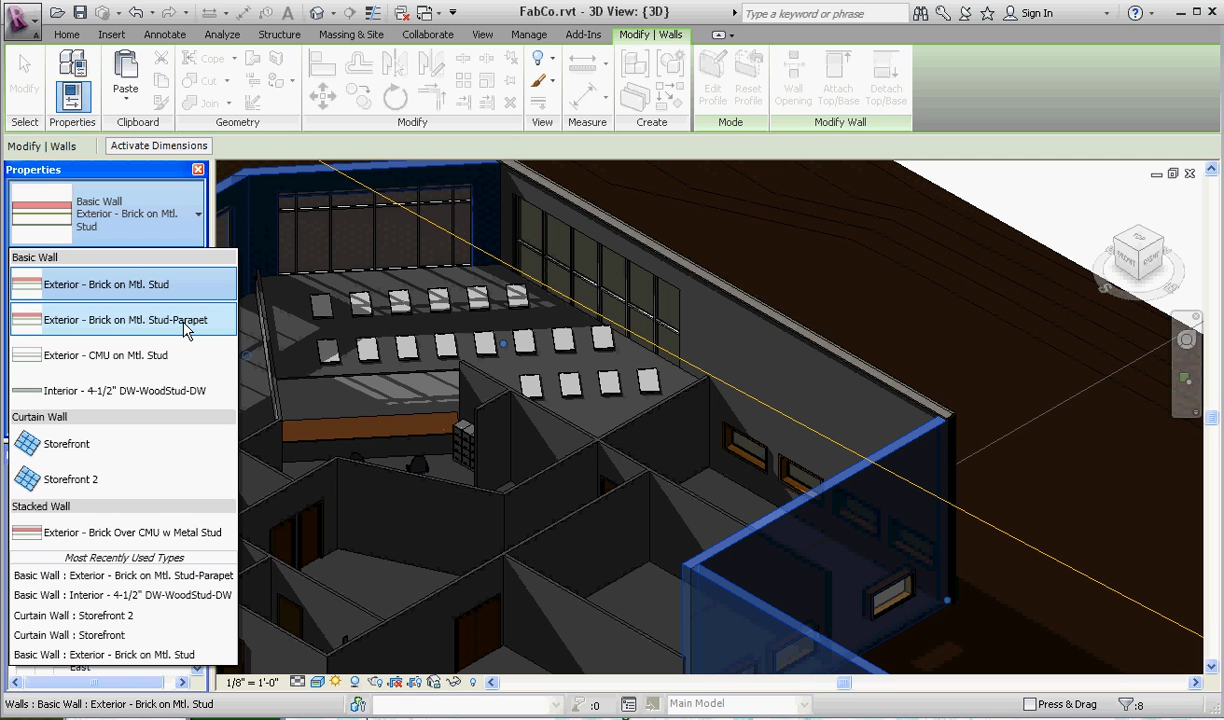 FabCo.rvt - 3D View: {3D}
Type a keyword or phrase
Sign In
Home
Insert
Annotate
Analyze
Structure
Massing & Site
Collaborate
View
Manage
Add-Ins
Modify | Walls
Modify
Paste
Cope
Cut
Join
Edit Profile
Reset Profile
Wall Opening
Attach Top/Base
Detach Top/Base
Select
Properties
Clipboard
Geometry
Modify
View
Measure
Create
Mode
Modify Wall
Modify | Walls
Activate Dimensions
Properties
Basic Wall
Exterior - Brick on Mtl.
Stud
Basic Wall
Exterior - Brick on Mtl. Stud
Exterior - Brick on Mtl. Stud-Parapet
Exterior - CMU on Mtl. Stud
Interior - 4-1/2" DW-WoodStud-DW
Curtain Wall
Storefront
Storefront 2
Stacked Wall
Exterior - Brick Over CMU w Metal Stud
Most Recently Used Types
Basic Wall : Exterior - Brick on Mtl. Stud-Parapet
Basic Wall : Interior - 4-1/2" DW-WoodStud-DW
Curtain Wall : Storefront 2
Curtain Wall : Storefront
Basic Wall : Exterior - Brick on Mtl. Stud
East
TOP
FRONT
RIGHT
S
1/8" = 1'-0"
Walls : Basic Wall : Exterior - Brick on Mtl. Stud
:0
Main Model
Press & Drag
:8